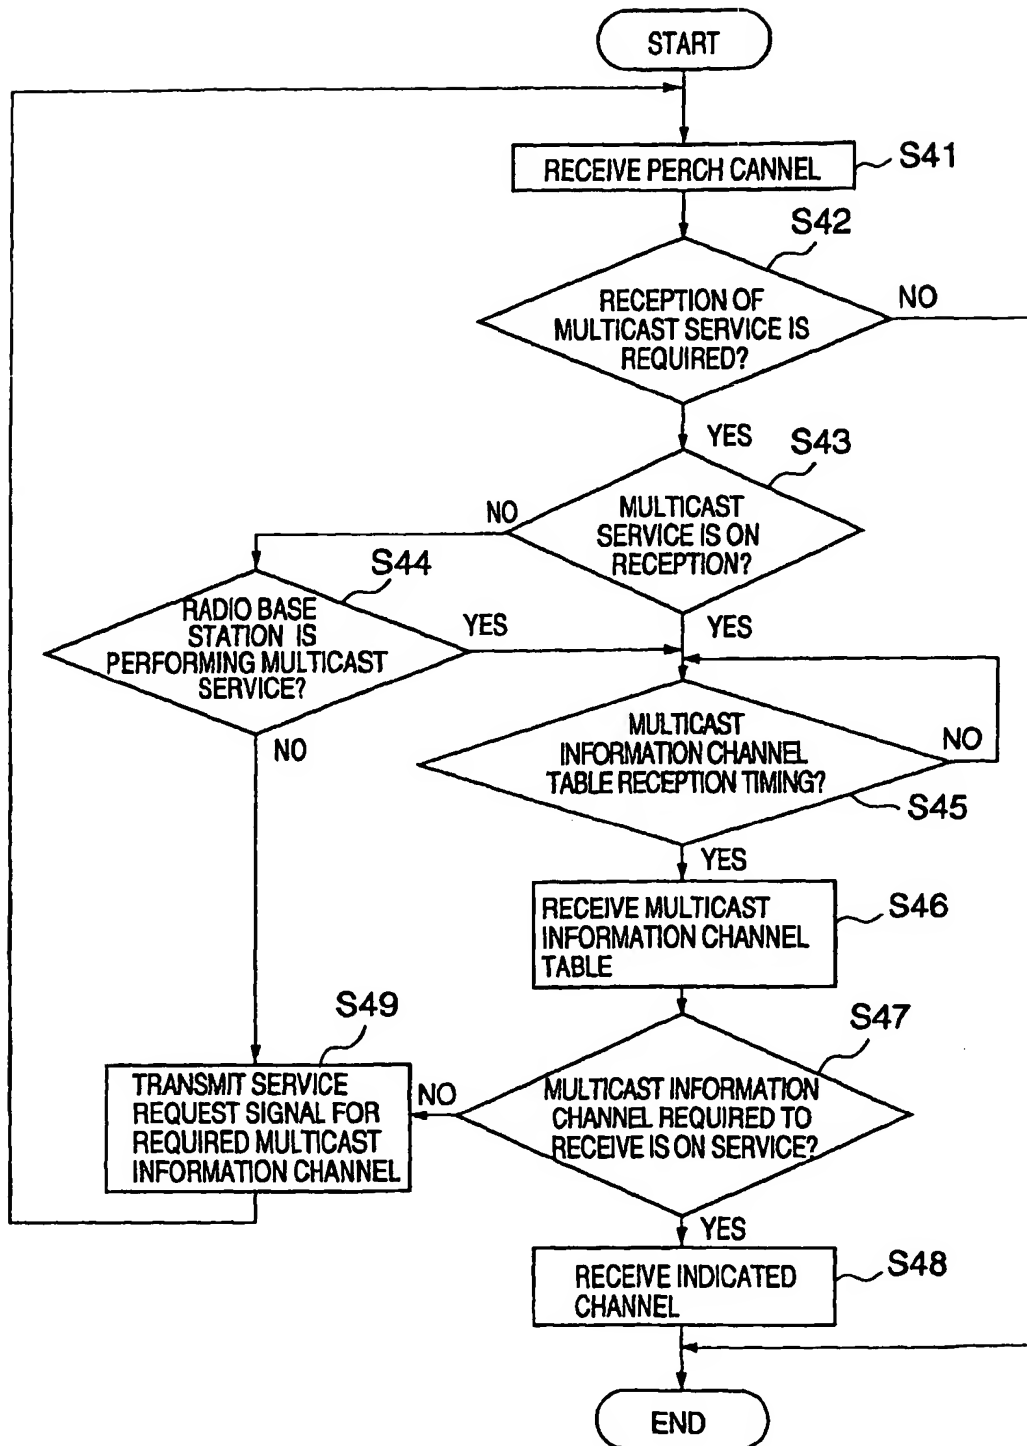 START
RECEIVE PERCH CANNEL
S41
S42
RECEPTION OF
MULTICAST SERVICE IS
REQUIRED?
NO
YES
S43
MULTICAST
SERVICE IS ON
RECEPTION?
NO
YES
S44
RADIO BASE
STATION IS
PERFORMING MULTICAST
SERVICE?
YES
NO
MULTICAST
INFORMATION CHANNEL
TABLE RECEPTION TIMING?
NO
S45
YES
RECEIVE MULTICAST
INFORMATION CHANNEL
TABLE
S46
S47
MULTICAST INFORMATION
CHANNEL REQUIRED TO
RECEIVE IS ON SERVICE?
NO
S49
TRANSMIT SERVICE
REQUEST SIGNAL FOR
REQUIRED MULTICAST
INFORMATION CHANNEL
YES
RECEIVE INDICATED
CHANNEL
S48
END